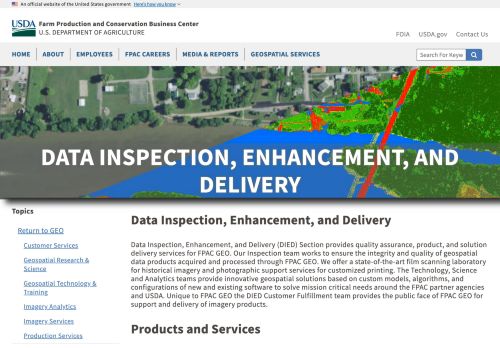 An official website of the United States government Here's how you know
USDA Farm Production and Conservation Business Center
U.S. DEPARTMENT OF AGRICULTURE
FOIA USDA.gov Contact Us
HOME ABOUT EMPLOYEES FPAC CAREERS MEDIA & REPORTS GEOSPATIAL SERVICES
Search For Keyw
DATA INSPECTION, ENHANCEMENT, AND
DELIVERY
Topics
Return to GEO
Customer Services
Geospatial Research &
Science
Geospatial Technology &
Training
Imagery Analytics
Imagery Services
Production Services
Data Inspection, Enhancement, and Delivery
Data Inspection, Enhancement, and Delivery (DIED) Section provides quality assurance, product, and solution
delivery services for FPAC GEO. Our Inspection team works to ensure the integrity and quality of geospatial
data products acquired and processed through FPAC GEO. We offer a state-of-the-art film scanning laboratory
for historical imagery and photographic support services for customized printing. The Technology, Science
and Analytics teams provide innovative geospatial solutions based on custom models, algorithms, and
configurations of new and existing software to solve mission critical needs around the FPAC partner agencies
and USDA. Unique to FPAC GEO the DIED Customer Fulfillment team provides the public face of FPAC GEO for
support and delivery of imagery products.
Products and Services